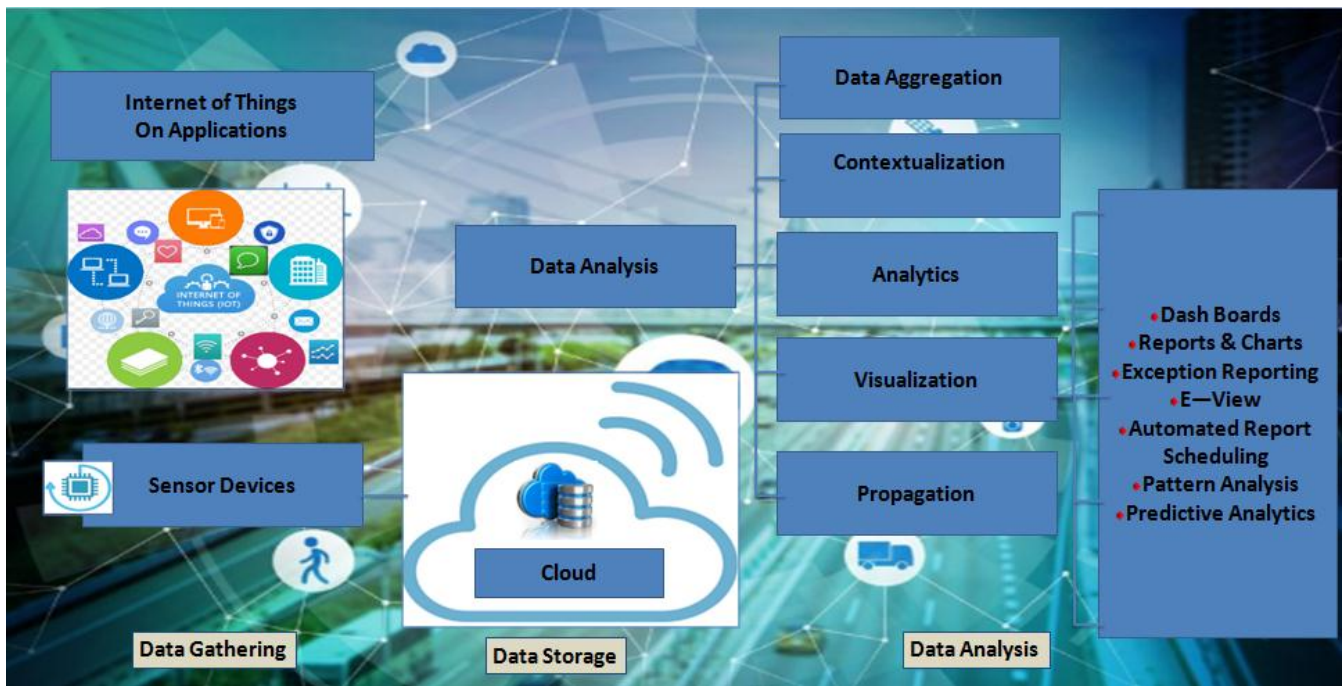 Internet of Things
On Applications
INTERNET OF
THINGS (IOT)
Sensor Devices
Data Gathering
Cloud
Data Storage
Data Analysis
Data Aggregation
Contextualization
Analytics
Visualization
Propagation
Dash Boards
Reports & Charts
Exception Reporting
E—View
Automated Report
Scheduling
Pattern Analysis
Predictive Analytics
Data Analysis